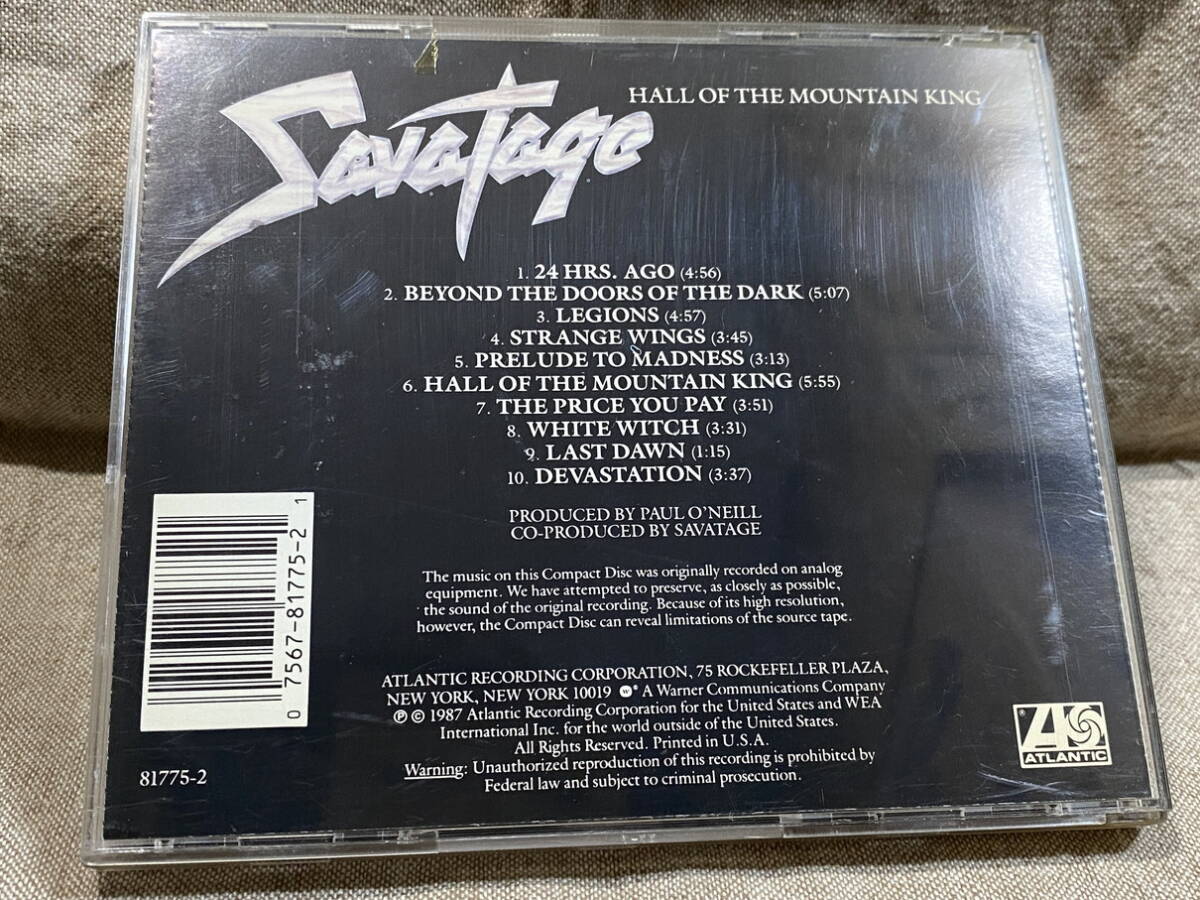 Savatage
HALL OF THE MOUNTAIN KING
1. 24 HRS. AGO (4:56)
2. BEYOND THE DOORS OF THE DARK (5:07)
3. LEGIONS (4:57)
4. STRANGE WINGS (3:45)
5. PRELUDE TO MADNESS (3:13)
6. HALL OF THE MOUNTAIN KING (5:55)
7. THE PRICE YOU PAY (3:51)
8. WHITE WITCH (3:31)
9. LAST DAWN (1:15)
10. DEVASTATION (3:37)
PRODUCED BY PAUL O'NEILL
CO-PRODUCED BY SAVATAGE
The music on this Compact Disc was originally recorded on analog
equipment. We have attempted to preserve, as closely as possible,
the sound of the original recording. Because of its high resolution,
however, the Compact Disc can reveal limitations of the source tape.
ATLANTIC RECORDING CORPORATION, 75 ROCKEFELLER PLAZA,
NEW YORK, NEW YORK 10019 W® A Warner Communications Company
℗ © 1987 Atlantic Recording Corporation for the United States and WEA
International Inc. for the world outside of the United States.
All Rights Reserved. Printed in U.S.A.
Warning: Unauthorized reproduction of this recording is prohibited by
Federal law and subject to criminal prosecution.
0 7567-81775-2 1
81775-2
ATLANTIC